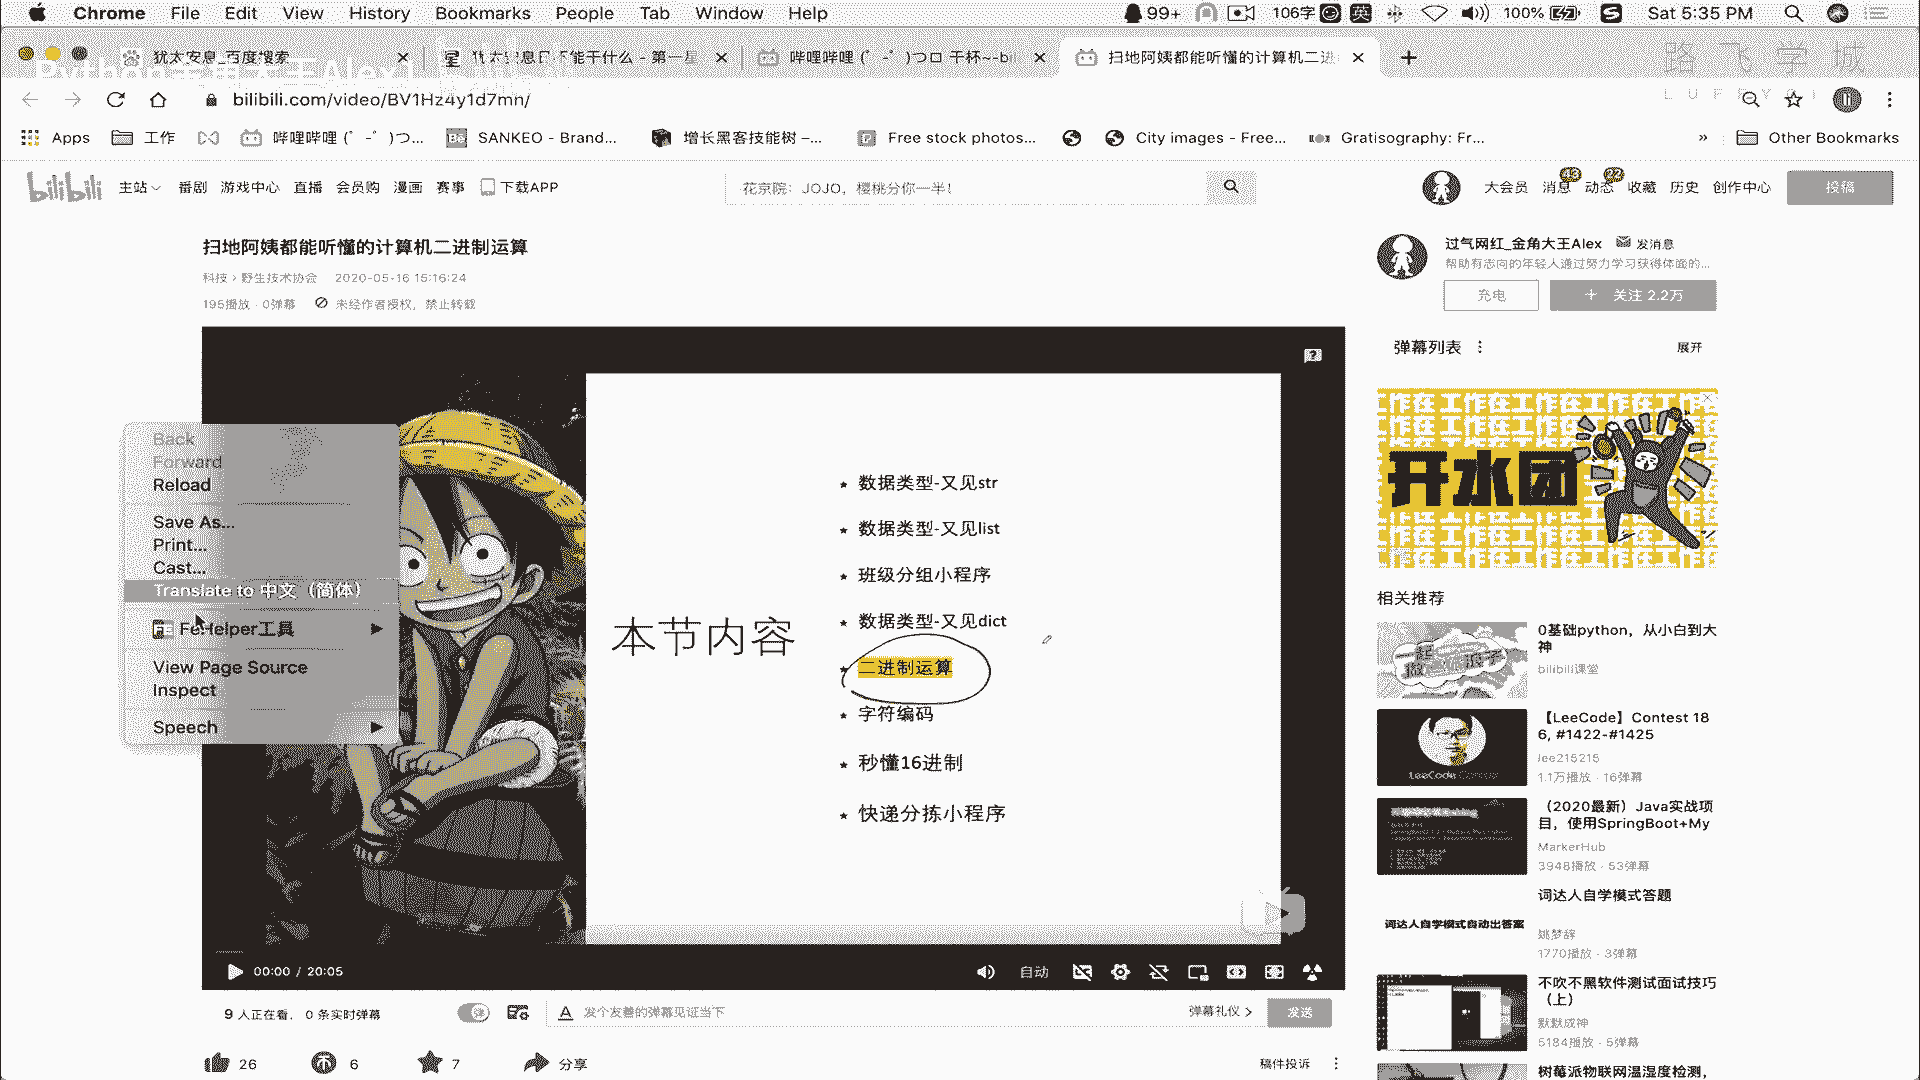 Chrome File Edit View History Bookmarks People Tab Window Help 99+ 106字 英 100% Sat 5:35 PM
犹太安息_百度搜索
犹太安息日不能干什么 - 第一星
哔哩哔哩 (゜-゜)つロ 干杯~-bi
扫地阿姨都能听懂的计算机二进
路飞学城
bilibili.com/video/BV1Hz4y1d7mn/
Apps 工作 哔哩哔哩 (゜-゜)つ... SANKEO - Brand... 增长黑客技能树 –... Free stock photos... City images - Free... Gratisography: Fr... » Other Bookmarks
bilibili 主站 番剧 游戏中心 直播 会员购 漫画 赛事 下载APP
花京院：JOJO，樱桃分你一半！
大会员 消息 43 动态 22 收藏 历史 创作中心 投稿
扫地阿姨都能听懂的计算机二进制运算
科技 › 野生技术协会 2020-05-16 15:16:24
195播放 · 0弹幕 未经作者授权，禁止转载
过气网红_金角大王Alex 发消息
帮助有志向的年轻人通过努力学习获得体面的...
充电 + 关注 2.2万
弹幕列表 展开
Back
Forward
Reload
Save As...
Print...
Cast...
Translate to 中文（简体）
FeHelper工具
View Page Source
Inspect
Speech
本节内容
数据类型-又见str
数据类型-又见list
班级分组小程序
数据类型-又见dict
二进制运算
字符编码
秒懂16进制
快递分拣小程序
00:00 / 20:05 自动
9 人正在看， 0 条实时弹幕 弹 发个友善的弹幕见证当下 弹幕礼仪 > 发送
26 6 7 分享 稿件投诉
开水团
相关推荐
0基础python，从小白到大
神
bilibili课堂
【LeeCode】Contest 18
6, #1422-#1425
lee215215
1.1万播放 · 16弹幕
（2020最新）Java实战项
目，使用SpringBoot+My
MarkerHub
3948播放 · 53弹幕
词达人自学模式自动出答案
词达人自学模式答题
姚梦辞
1770播放 · 3弹幕
不吹不黑软件测试面试技巧
（上）
默默成神
5184播放 · 5弹幕
树莓派物联网温湿度检测，